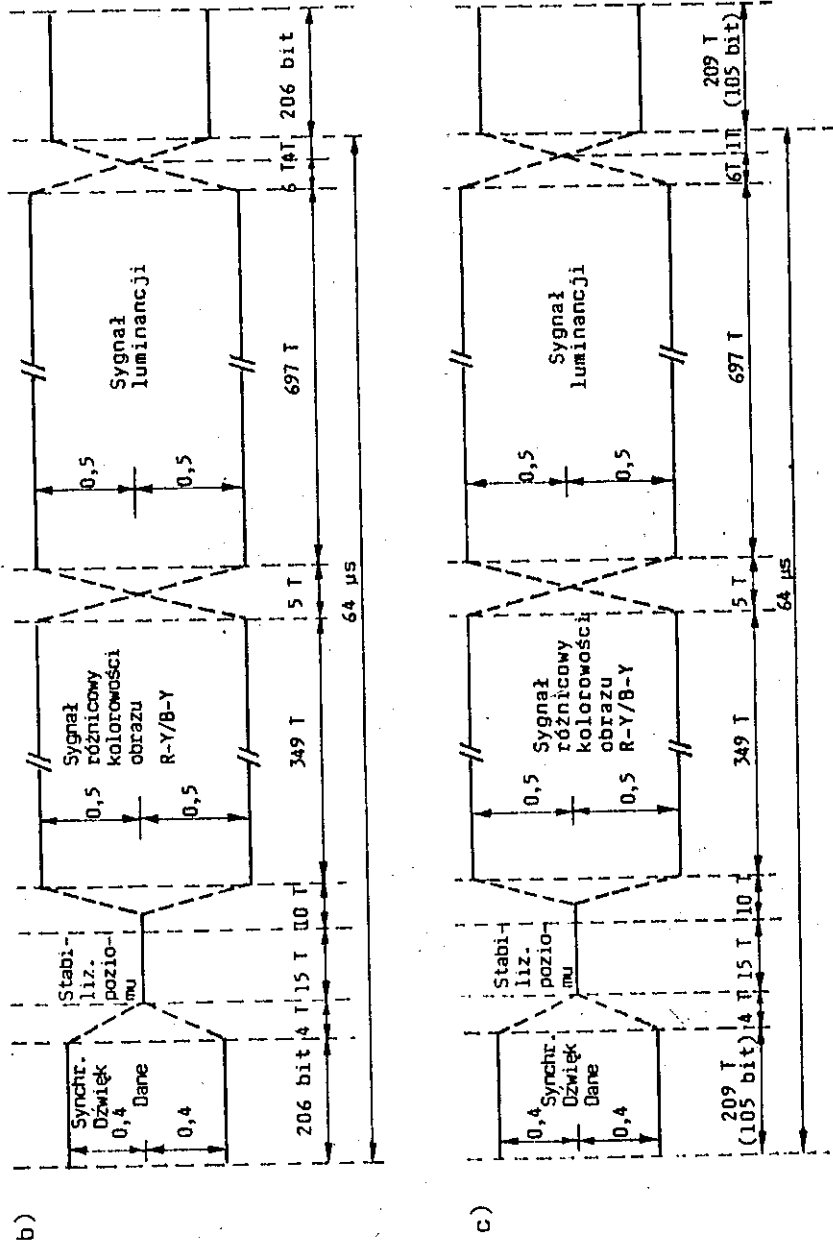 b)
Synchr.
Dźwięk
Dane
0,4
0,4
Stabi-
liz.
pozio-
mu
Sygnał
różnicowy
kolorowości
obrazu
R-Y/B-Y
0,5
0,5
Sygnał
luminancji
0,5
0,5
206 bit
4 T
15 T
10 T
349 T
5 T
697 T
6 T
4T
206 bit
64 µs
c)
Synchr.
Dźwięk
Dane
0,4
0,4
Stabi-
liz.
pozio-
mu
Sygnał
różnicowy
kolorowości
obrazu
R-Y/B-Y
0,5
0,5
Sygnał
luminancji
0,5
0,5
209 T
(105 bit)
4 T
15 T
10 T
349 T
5 T
697 T
6T
1T
209 T
(105 bit)
64 µs